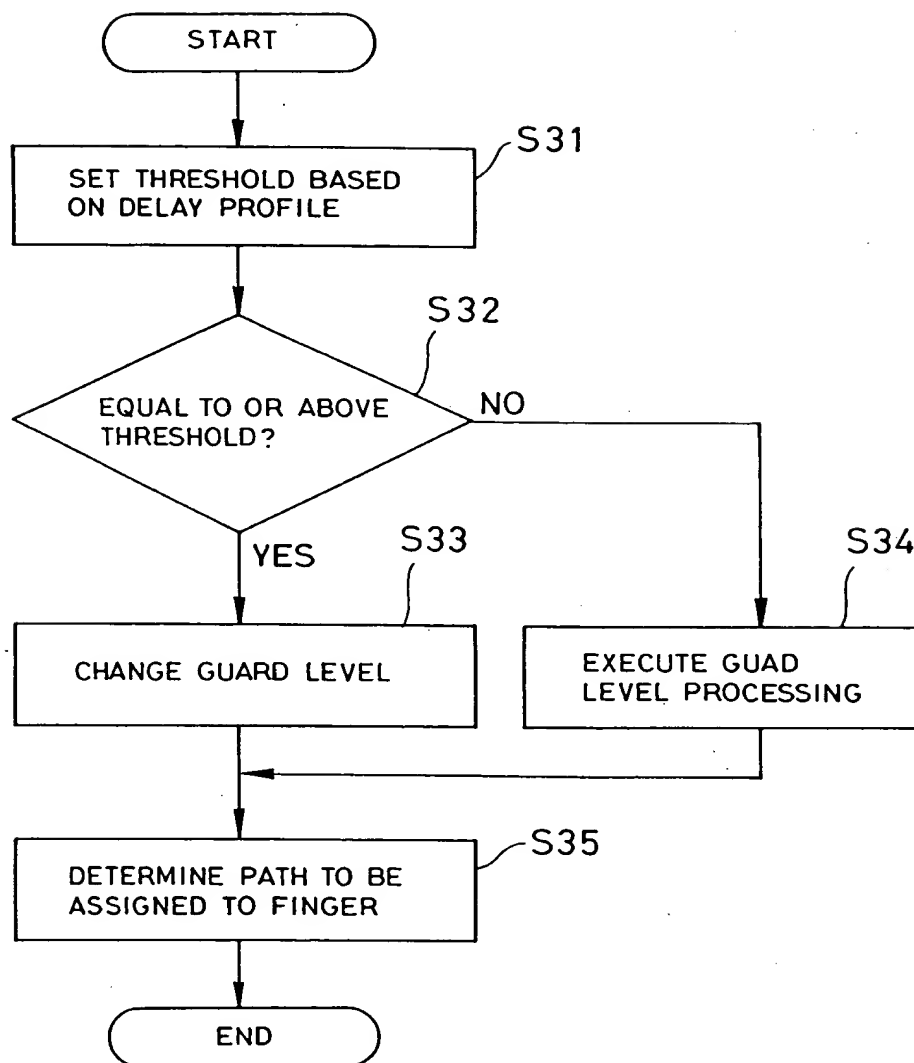 START
S31
SET THRESHOLD BASED
ON DELAY PROFILE
S32
EQUAL TO OR ABOVE
THRESHOLD?
NO
YES
S33
CHANGE GUARD LEVEL
S34
EXECUTE GUAD
LEVEL PROCESSING
S35
DETERMINE PATH TO BE
ASSIGNED TO FINGER
END